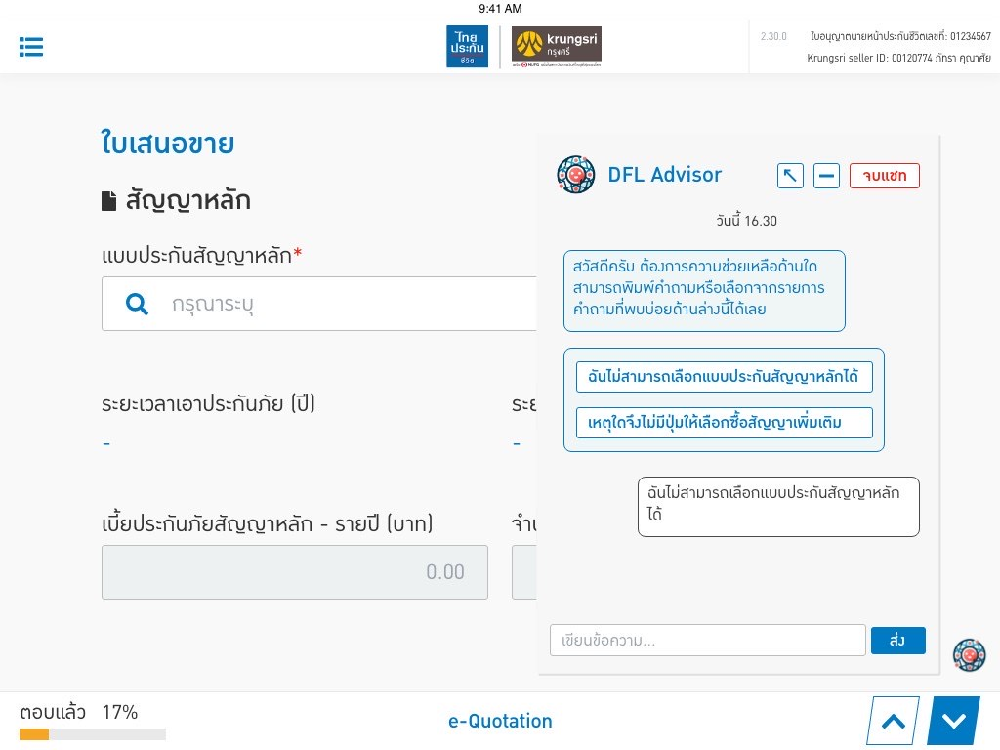 9:41 AM
ไทย
ประกัน
ชีวิต
krungsri
กรุงศรี
2.30.0
ใบอนุญาตนายหน้าประกันชีวิตเลขที่: 01234567
Krungsri seller ID: 00120774 ภัทรา คุณาศัย
ใบเสนอขาย
สัญญาหลัก
แบบประกันสัญญาหลัก*
กรุณาระบุ
ระยะเวลาเอาประกันภัย (ปี)
-
ระย
-
เบี้ยประกันภัยสัญญาหลัก - รายปี (บาท)
0.00
จำน
DFL Advisor
จบแชท
วันนี้ 16.30
สวัสดีครับ ต้องการความช่วยเหลือด้านใด
สามารถพิมพ์คำถามหรือเลือกจากรายการ
คำถามที่พบบ่อยด้านล่างนี้ได้เลย
ฉันไม่สามารถเลือกแบบประกันสัญญาหลักได้
เหตุใดจึงไม่มีปุ่มให้เลือกซื้อสัญญาเพิ่มเติม
ฉันไม่สามารถเลือกแบบประกันสัญญาหลัก
ได้
เขียนข้อความ...
ส่ง
ตอบแล้ว 17%
e-Quotation